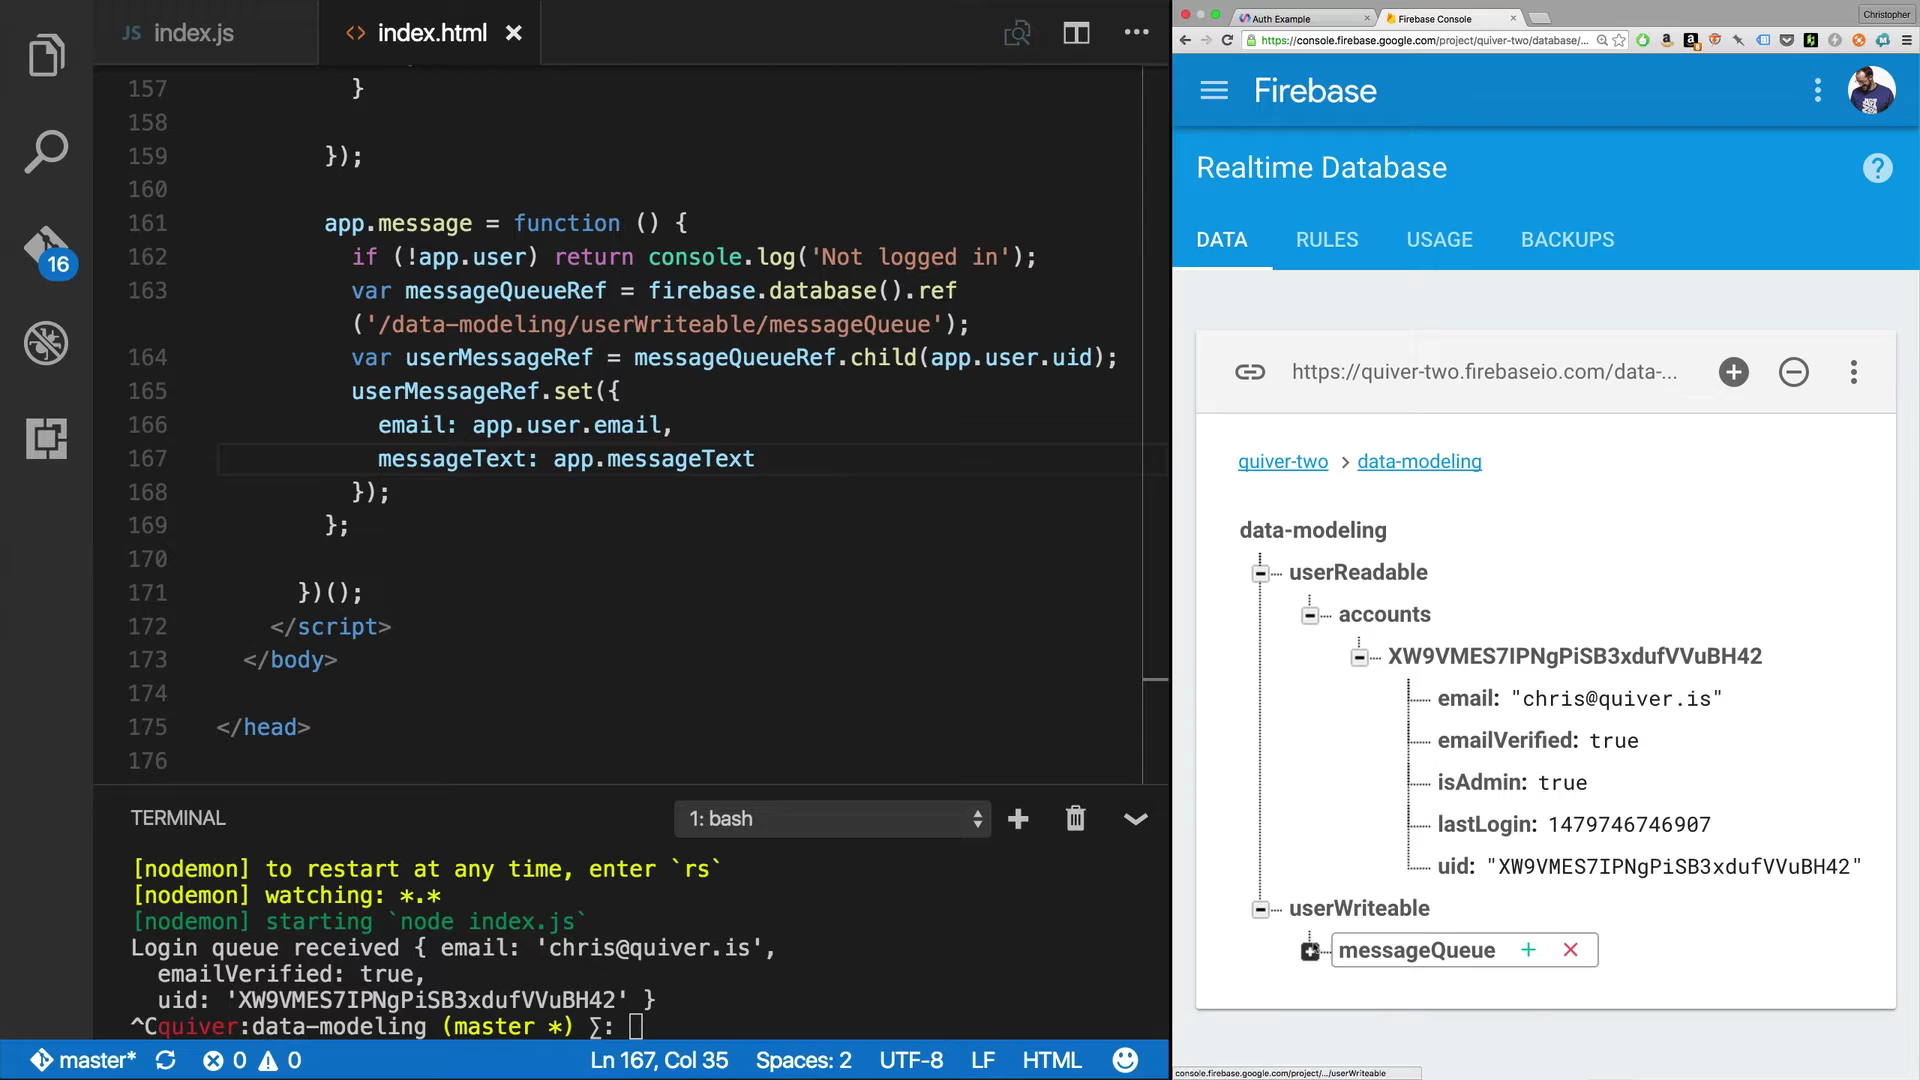 JS index.js
<> index.html
157 }
158
159 });
160
161 app.message = function () {
162 if (!app.user) return console.log('Not logged in');
163 var messageQueueRef = firebase.database().ref
('/data-modeling/userWriteable/messageQueue');
164 var userMessageRef = messageQueueRef.child(app.user.uid);
165 userMessageRef.set({
166 email: app.user.email,
167 messageText: app.messageText
168 });
169 };
170
171 })();
172 </script>
173 </body>
174
175 </head>
176
16
TERMINAL
1: bash
[nodemon] to restart at any time, enter `rs`
[nodemon] watching: *.*
[nodemon] starting `node index.js`
Login queue received { email: 'chris@quiver.is',
emailVerified: true,
uid: 'XW9VMES7IPNgPiSB3xdufVVuBH42' }
^Cquiver:data-modeling (master *) ∑:
master* 0 0 Ln 167, Col 35 Spaces: 2 UTF-8 LF HTML
Auth Example
Firebase Console
Christopher
https://console.firebase.google.com/project/quiver-two/database/...
Firebase
Realtime Database
DATA RULES USAGE BACKUPS
https://quiver-two.firebaseio.com/data-...
quiver-two > data-modeling
data-modeling
userReadable
accounts
XW9VMES7IPNgPiSB3xdufVVuBH42
email: "chris@quiver.is"
emailVerified: true
isAdmin: true
lastLogin: 1479746746907
uid: "XW9VMES7IPNgPiSB3xdufVVuBH42"
userWriteable
messageQueue
console.firebase.google.com/project/.../userWriteable